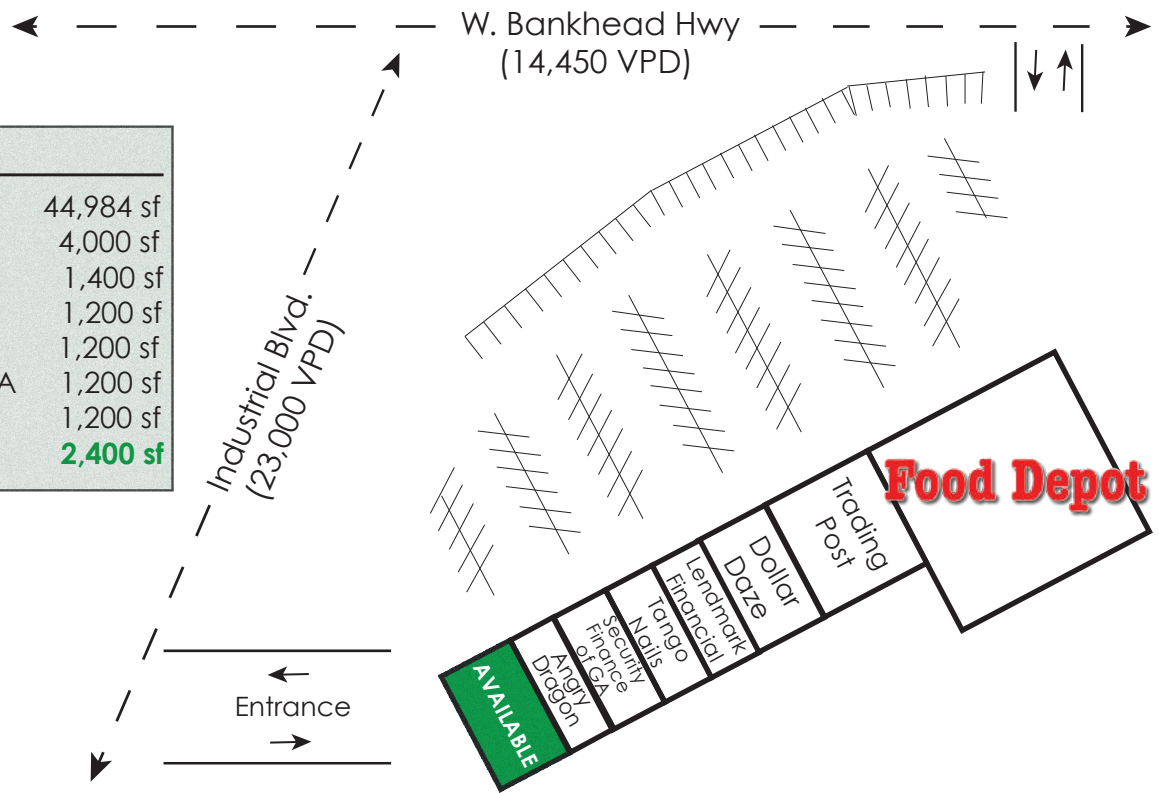 W. Bankhead Hwy
(14,450 VPD)
44,984 sf
4,000 sf
1,400 sf
1,200 sf
1,200 sf
A 1,200 sf
1,200 sf
2,400 sf
Industrial Blvd.
(23,000 VPD)
Food Depot
Trading
Post
Dollar
Daze
Lendmark
Financial
Tango
Nails
Security
Finance
of GA
Angry
Dragon
AVAILABLE
Entrance